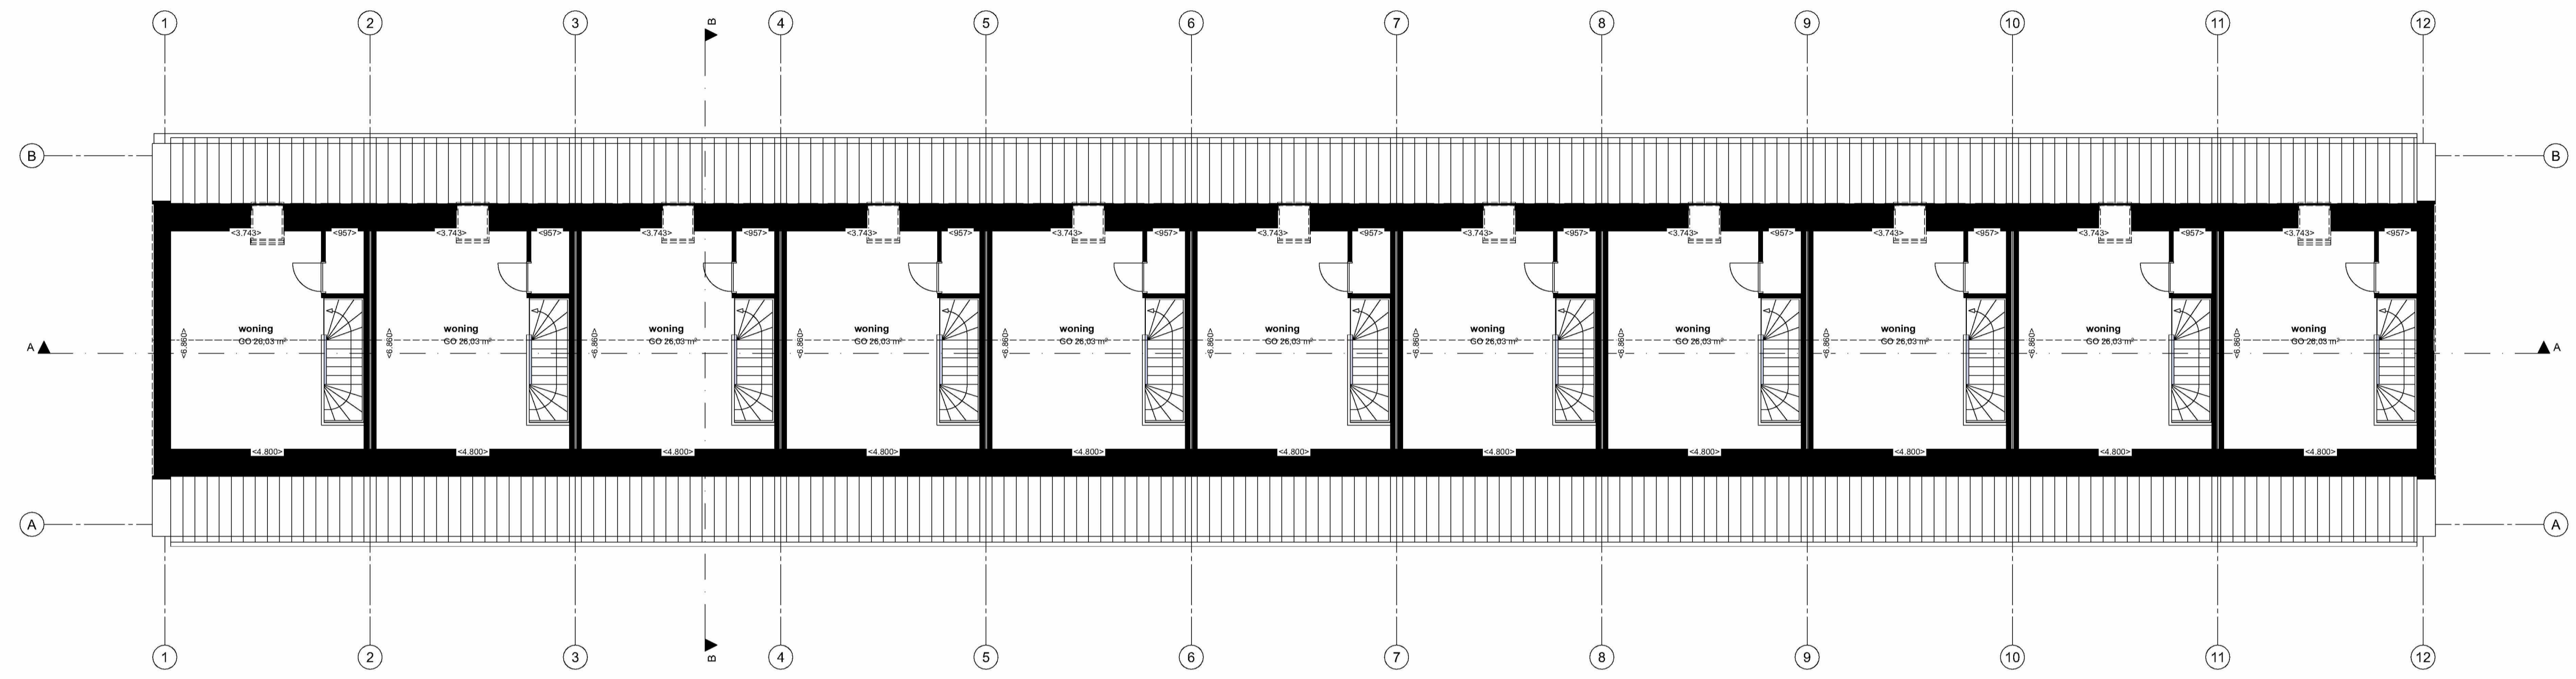 1 2 3 B 4 5 6 7 8 9 10 11 12
B B
<3.743> <957> <3.743> <957> <3.743> <957> <3.743> <957> <3.743> <957> <3.743> <957> <3.743> <957> <3.743> <957> <3.743> <957> <3.743> <957> <3.743> <957>
woning woning woning woning woning woning woning woning woning woning woning
<6.860> GO 26,03 m² <6.860> GO 26,03 m² <6.860> GO 26,03 m² <6.860> GO 26,03 m² <6.860> GO 26,03 m² <6.860> GO 26,03 m² <6.860> GO 26,03 m² <6.860> GO 26,03 m² <6.860> GO 26,03 m² <6.860> GO 26,03 m² <6.860> GO 26,03 m²
A A
<4.800> <4.800> <4.800> <4.800> <4.800> <4.800> <4.800> <4.800> <4.800> <4.800> <4.800>
A A
1 2 3 B 4 5 6 7 8 9 10 11 12